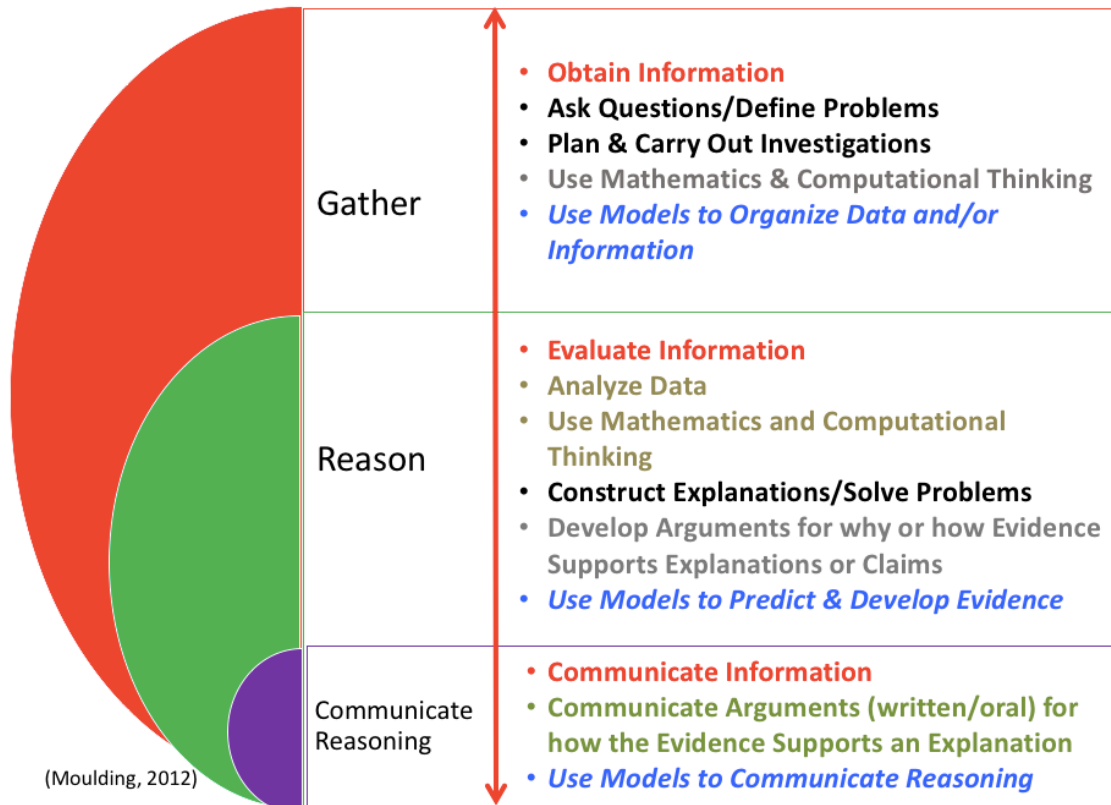 Gather
• Obtain Information
• Ask Questions/Define Problems
• Plan & Carry Out Investigations
• Use Mathematics & Computational Thinking
• Use Models to Organize Data and/or
Information
Reason
• Evaluate Information
• Analyze Data
• Use Mathematics and Computational
Thinking
• Construct Explanations/Solve Problems
• Develop Arguments for why or how Evidence
Supports Explanations or Claims
• Use Models to Predict & Develop Evidence
Communicate
Reasoning
• Communicate Information
• Communicate Arguments (written/oral) for
how the Evidence Supports an Explanation
• Use Models to Communicate Reasoning
(Moulding, 2012)